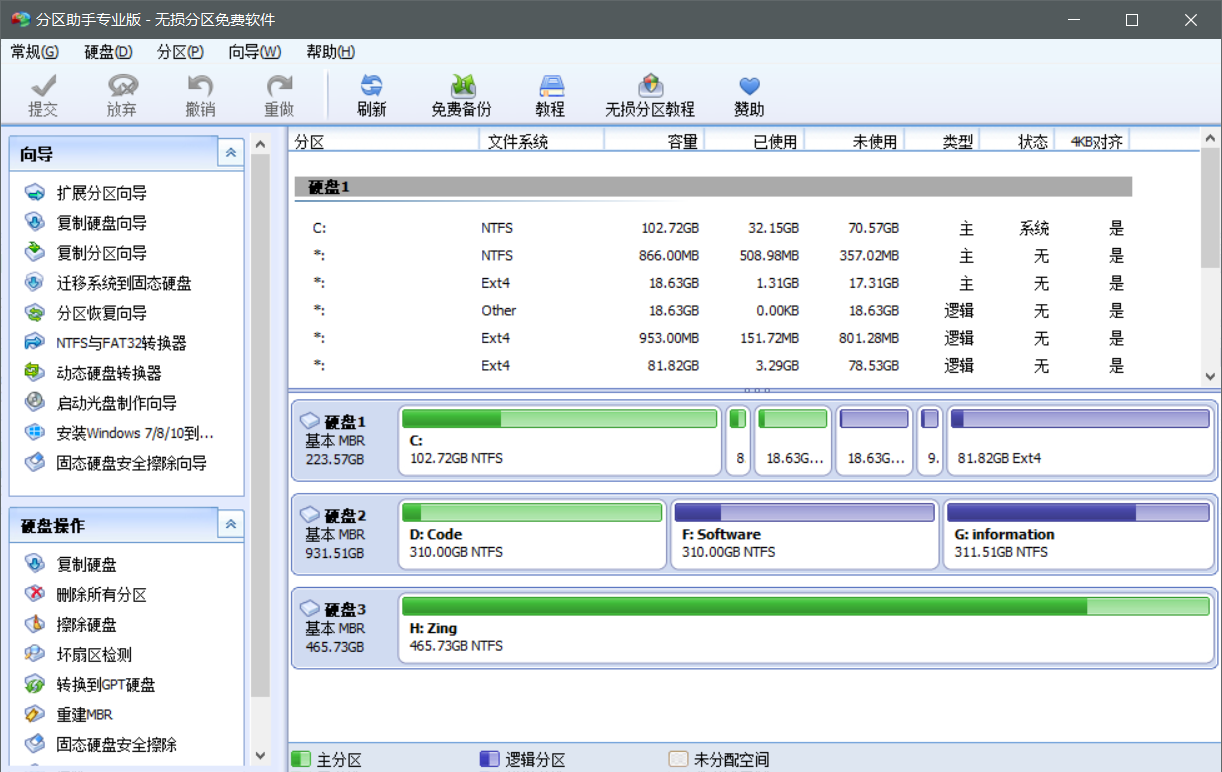 分区助手专业版 - 无损分区免费软件
常规(G) 硬盘(D) 分区(P) 向导(W) 帮助(H)
提交 放弃 撤销 重做 刷新 免费备份 教程 无损分区教程 赞助
向导
扩展分区向导
复制硬盘向导
复制分区向导
迁移系统到固态硬盘
分区恢复向导
NTFS与FAT32转换器
动态硬盘转换器
启动光盘制作向导
安装Windows 7/8/10到...
固态硬盘安全擦除向导
硬盘操作
复制硬盘
删除所有分区
擦除硬盘
坏扇区检测
转换到GPT硬盘
重建MBR
固态硬盘安全擦除
分区 文件系统 容量 已使用 未使用 类型 状态 4KB对齐
硬盘1
C: NTFS 102.72GB 32.15GB 70.57GB 主 系统 是
*: NTFS 866.00MB 508.98MB 357.02MB 主 无 是
*: Ext4 18.63GB 1.31GB 17.31GB 主 无 是
*: Other 18.63GB 0.00KB 18.63GB 逻辑 无 是
*: Ext4 953.00MB 151.72MB 801.28MB 逻辑 无 是
*: Ext4 81.82GB 3.29GB 78.53GB 逻辑 无 是
硬盘1
基本 MBR
223.57GB
C:
102.72GB NTFS
8
18.63G...
18.63G...
9.
81.82GB Ext4
硬盘2
基本 MBR
931.51GB
D: Code
310.00GB NTFS
F: Software
310.00GB NTFS
G: information
311.51GB NTFS
硬盘3
基本 MBR
465.73GB
H: Zing
465.73GB NTFS
主分区 逻辑分区 未分配空间